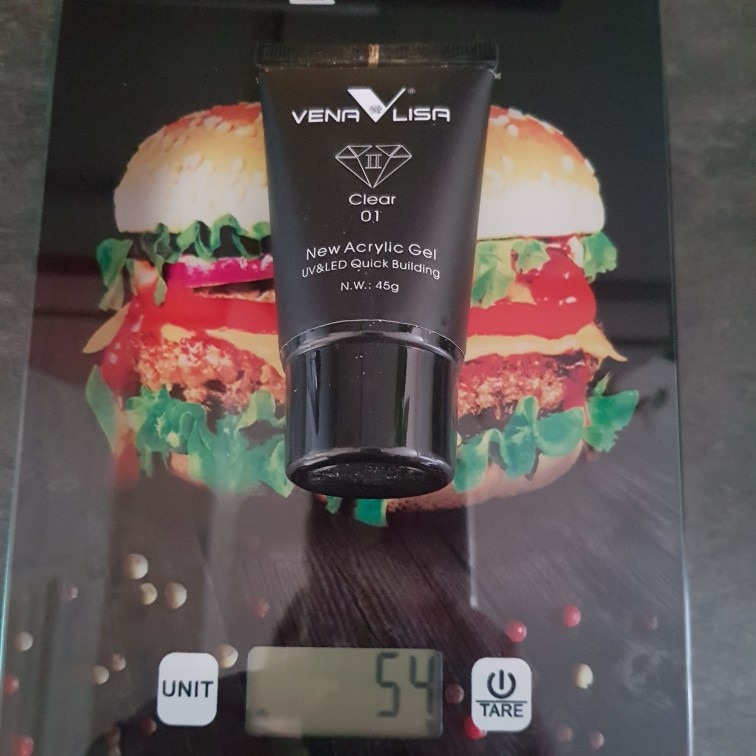 VENA LISA
®
II
Clear
01
New Acrylic Gel
UV&LED Quick Building
N.W.: 45g
UNIT
54
TARE